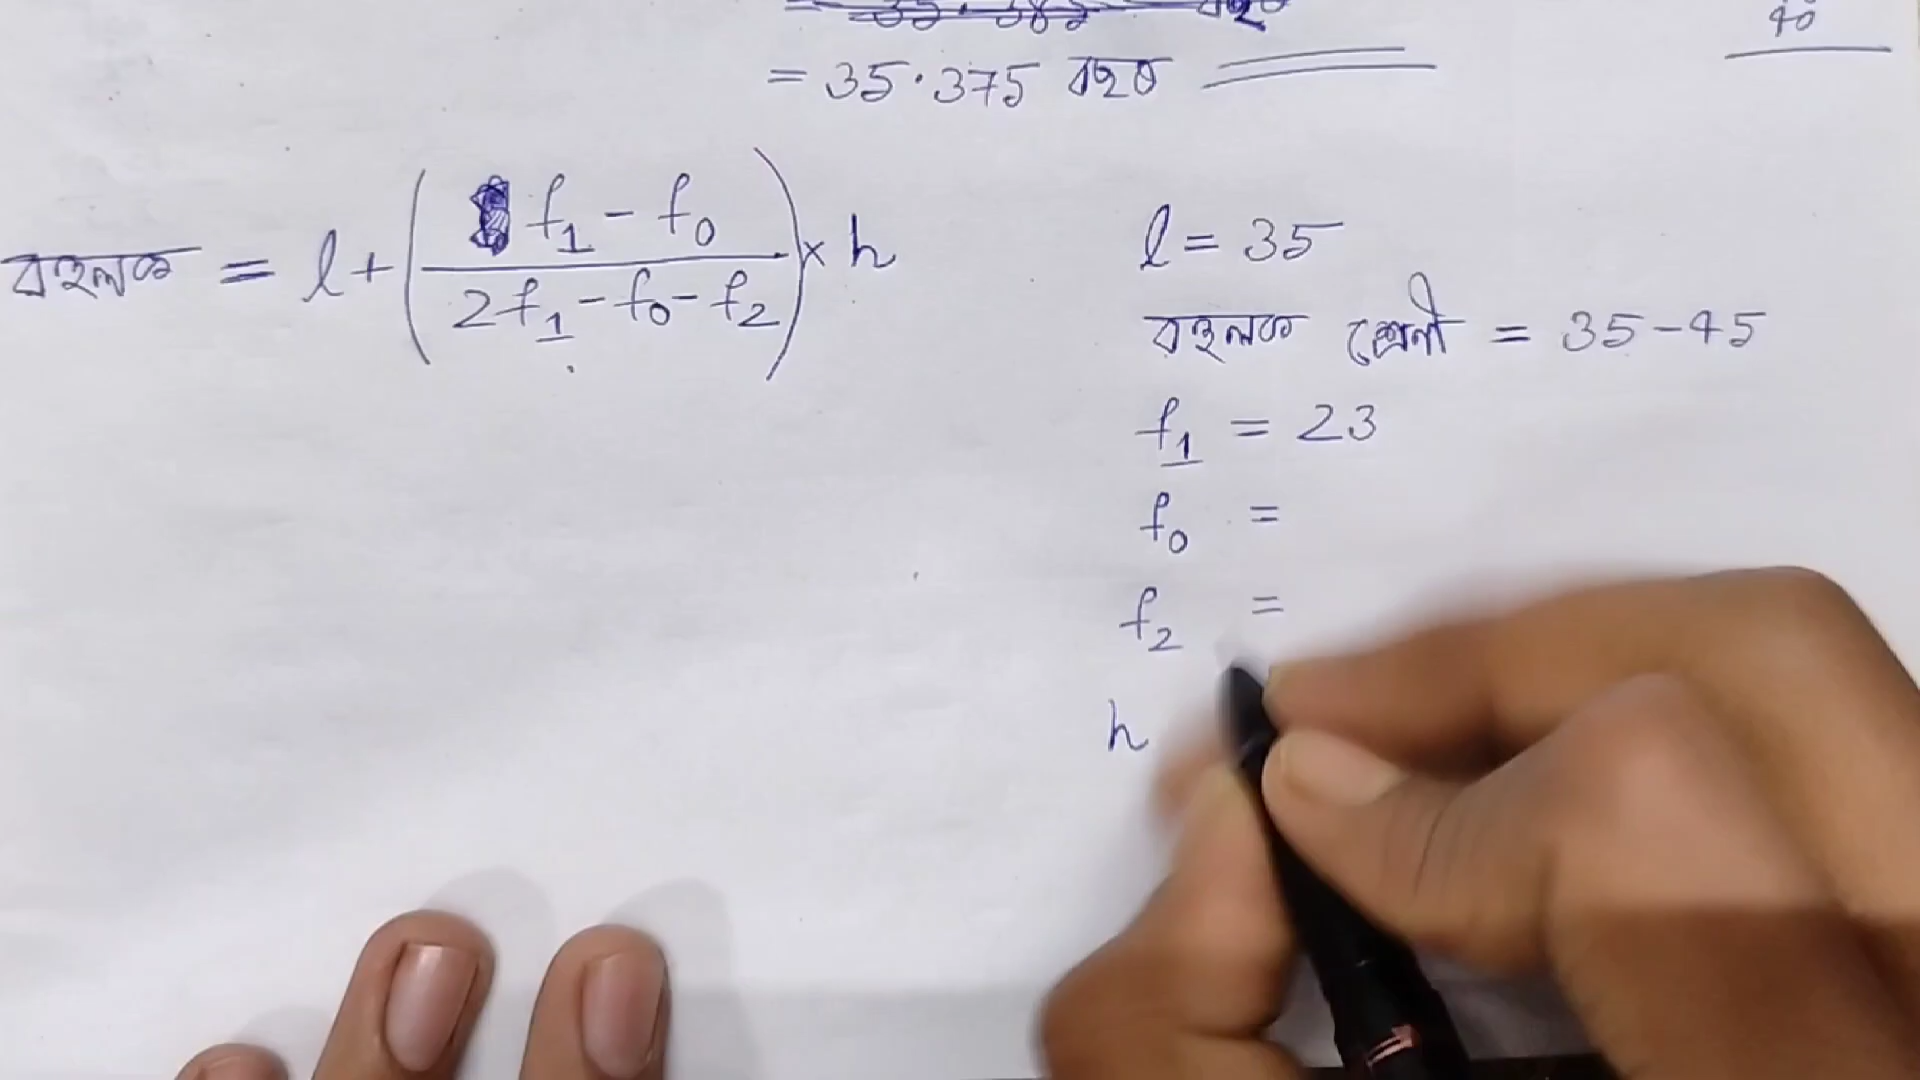 = 35.375 বছৰ
40
বহুলক = l + ( f₁ - f₀ / 2f₁ - f₀ - f₂ ) × h
l = 35
বহুলক শ্রেণী = 35 - 45
f₁ = 23
f₀ =
f₂ =
h